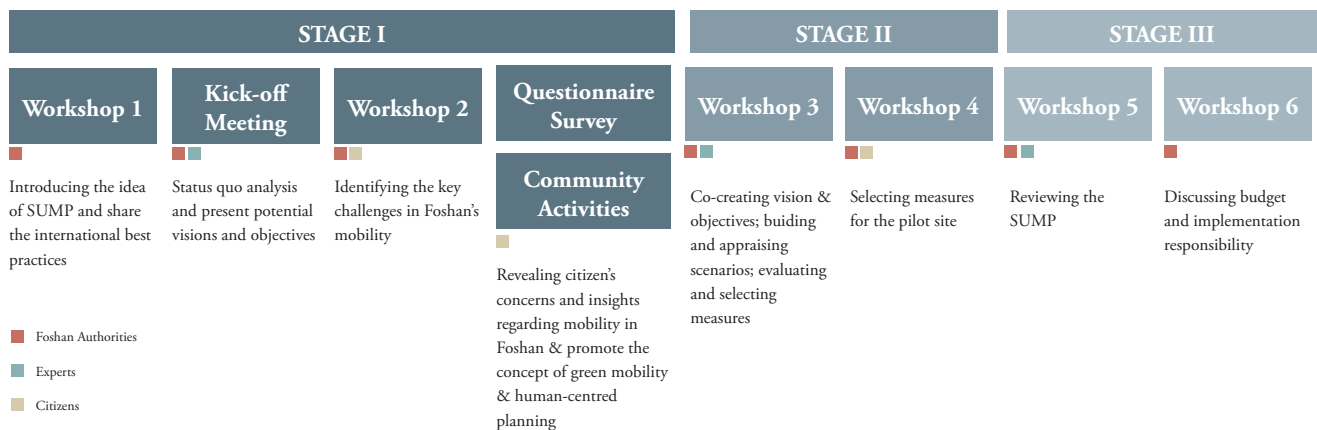 STAGE I
STAGE II
STAGE III
Workshop 1
Kick-off
Meeting
Workshop 2
Questionnaire
Survey
Community
Activities
Workshop 3
Workshop 4
Workshop 5
Workshop 6
Introducing the idea
of SUMP and share
the international best
practices
Status quo analysis
and present potential
visions and objectives
Identifying the key
challenges in Foshan's
mobility
Revealing citizen's
concerns and insights
regarding mobility in
Foshan & promote the
concept of green mobility
& human-centred
planning
Co-creating vision &
objectives; buiding
and appraising
scenarios; evaluating
and selecting
measures
Selecting measures
for the pilot site
Reviewing the
SUMP
Discussing budget
and implementation
responsibility
Foshan Authorities
Experts
Citizens